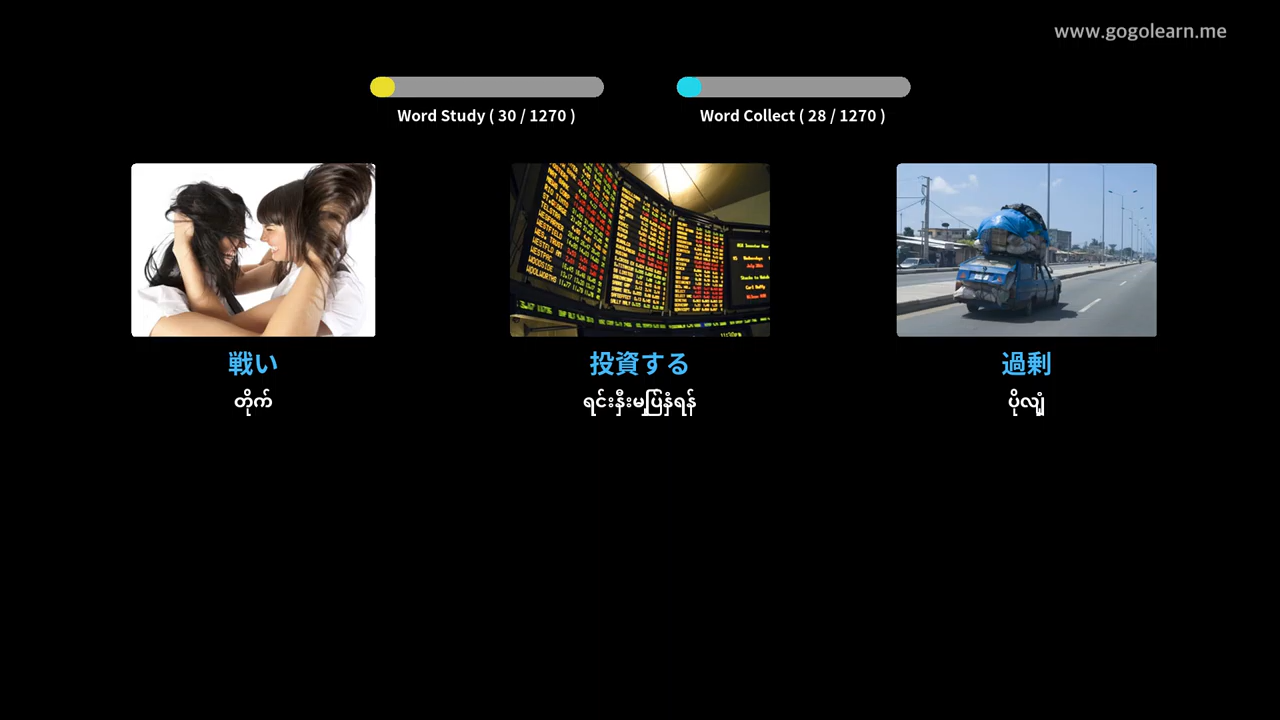 www.gogolearn.me
Word Study ( 30 / 1270 )
Word Collect ( 28 / 1270 )
戦い
投資する
過剰
တိုက်
ရင်းနှီးမြှုပ်နှံရန်
ပိုလျှံ